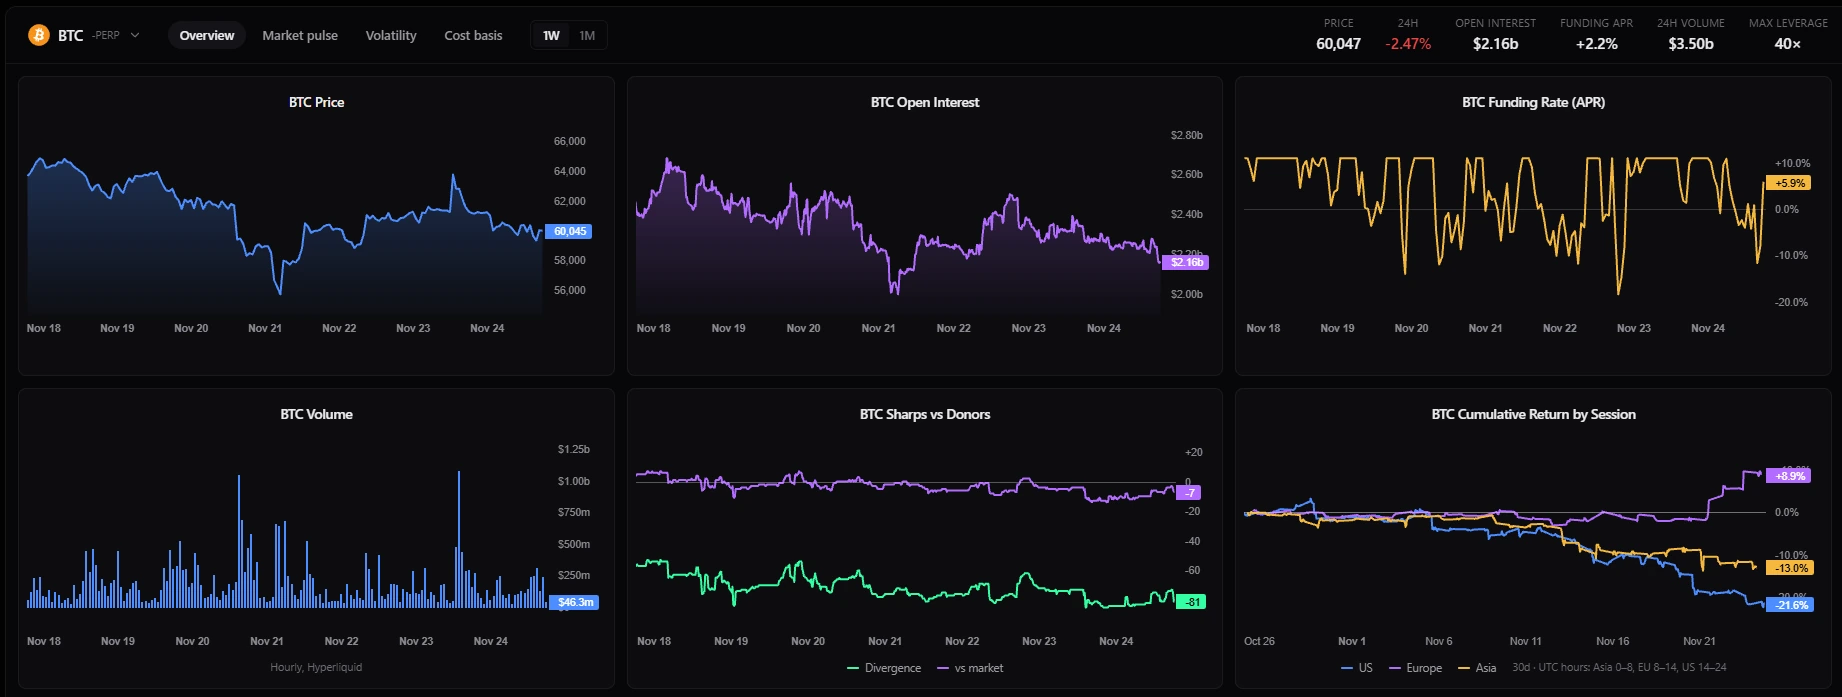 BTC -PERP Overview Market pulse Volatility Cost basis 1W 1M
PRICE 24H OPEN INTEREST FUNDING APR 24H VOLUME MAX LEVERAGE
60,047 -2.47% $2.16b +2.2% $3.50b 40×
BTC Price
66,000
64,000
62,000
60,045
58,000
56,000
Nov 18 Nov 19 Nov 20 Nov 21 Nov 22 Nov 23 Nov 24
BTC Open Interest
$2.80b
$2.60b
$2.40b
$2.20b
$2.16b
$2.00b
Nov 18 Nov 19 Nov 20 Nov 21 Nov 22 Nov 23 Nov 24
BTC Funding Rate (APR)
+10.0%
+5.9%
0.0%
-10.0%
-20.0%
Nov 18 Nov 19 Nov 20 Nov 21 Nov 22 Nov 23 Nov 24
BTC Volume
$1.25b
$1.00b
$750m
$500m
$250m
$46.3m
Nov 18 Nov 19 Nov 20 Nov 21 Nov 22 Nov 23 Nov 24
Hourly, Hyperliquid
BTC Sharps vs Donors
+20
0
-7
-20
-40
-60
-81
Nov 18 Nov 19 Nov 20 Nov 21 Nov 22 Nov 23 Nov 24
Divergence vs market
BTC Cumulative Return by Session
+8.9%
0.0%
-10.0%
-13.0%
-21.6%
Oct 26 Nov 1 Nov 6 Nov 11 Nov 16 Nov 21
US Europe Asia 30d · UTC hours: Asia 0–8, EU 8–14, US 14–24